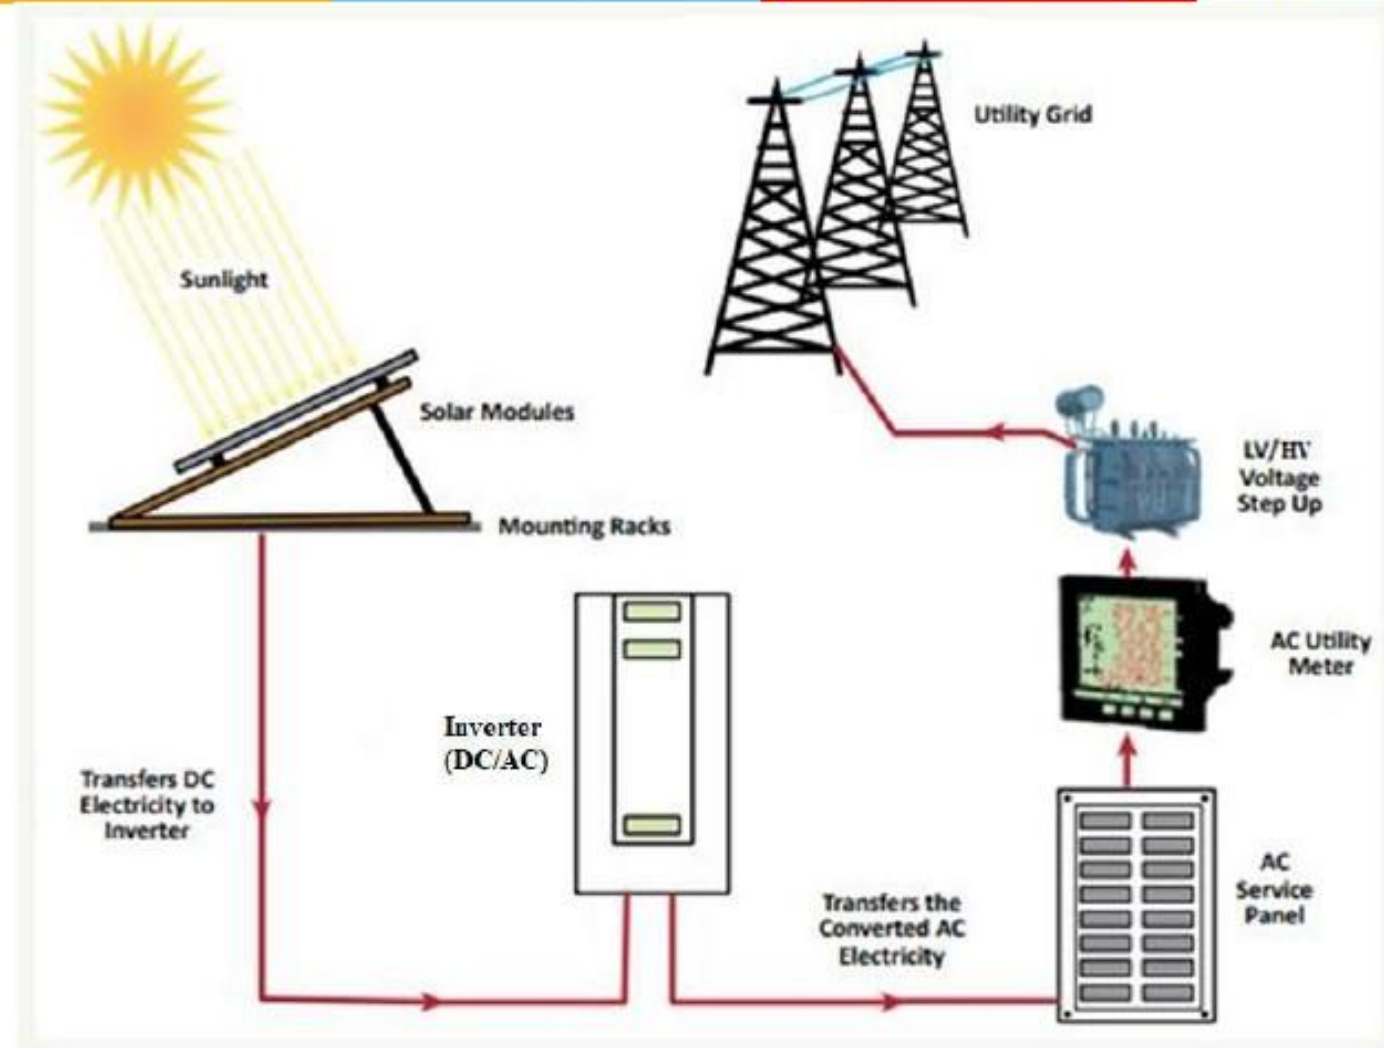 Utility Grid
Sunlight
Solar Modules
LV/HV
Voltage
Step Up
Mounting Racks
AC Utility
Meter
Inverter
(DC/AC)
Transfers DC
Electricity to
Inverter
AC
Service
Panel
Transfers the
Converted AC
Electricity